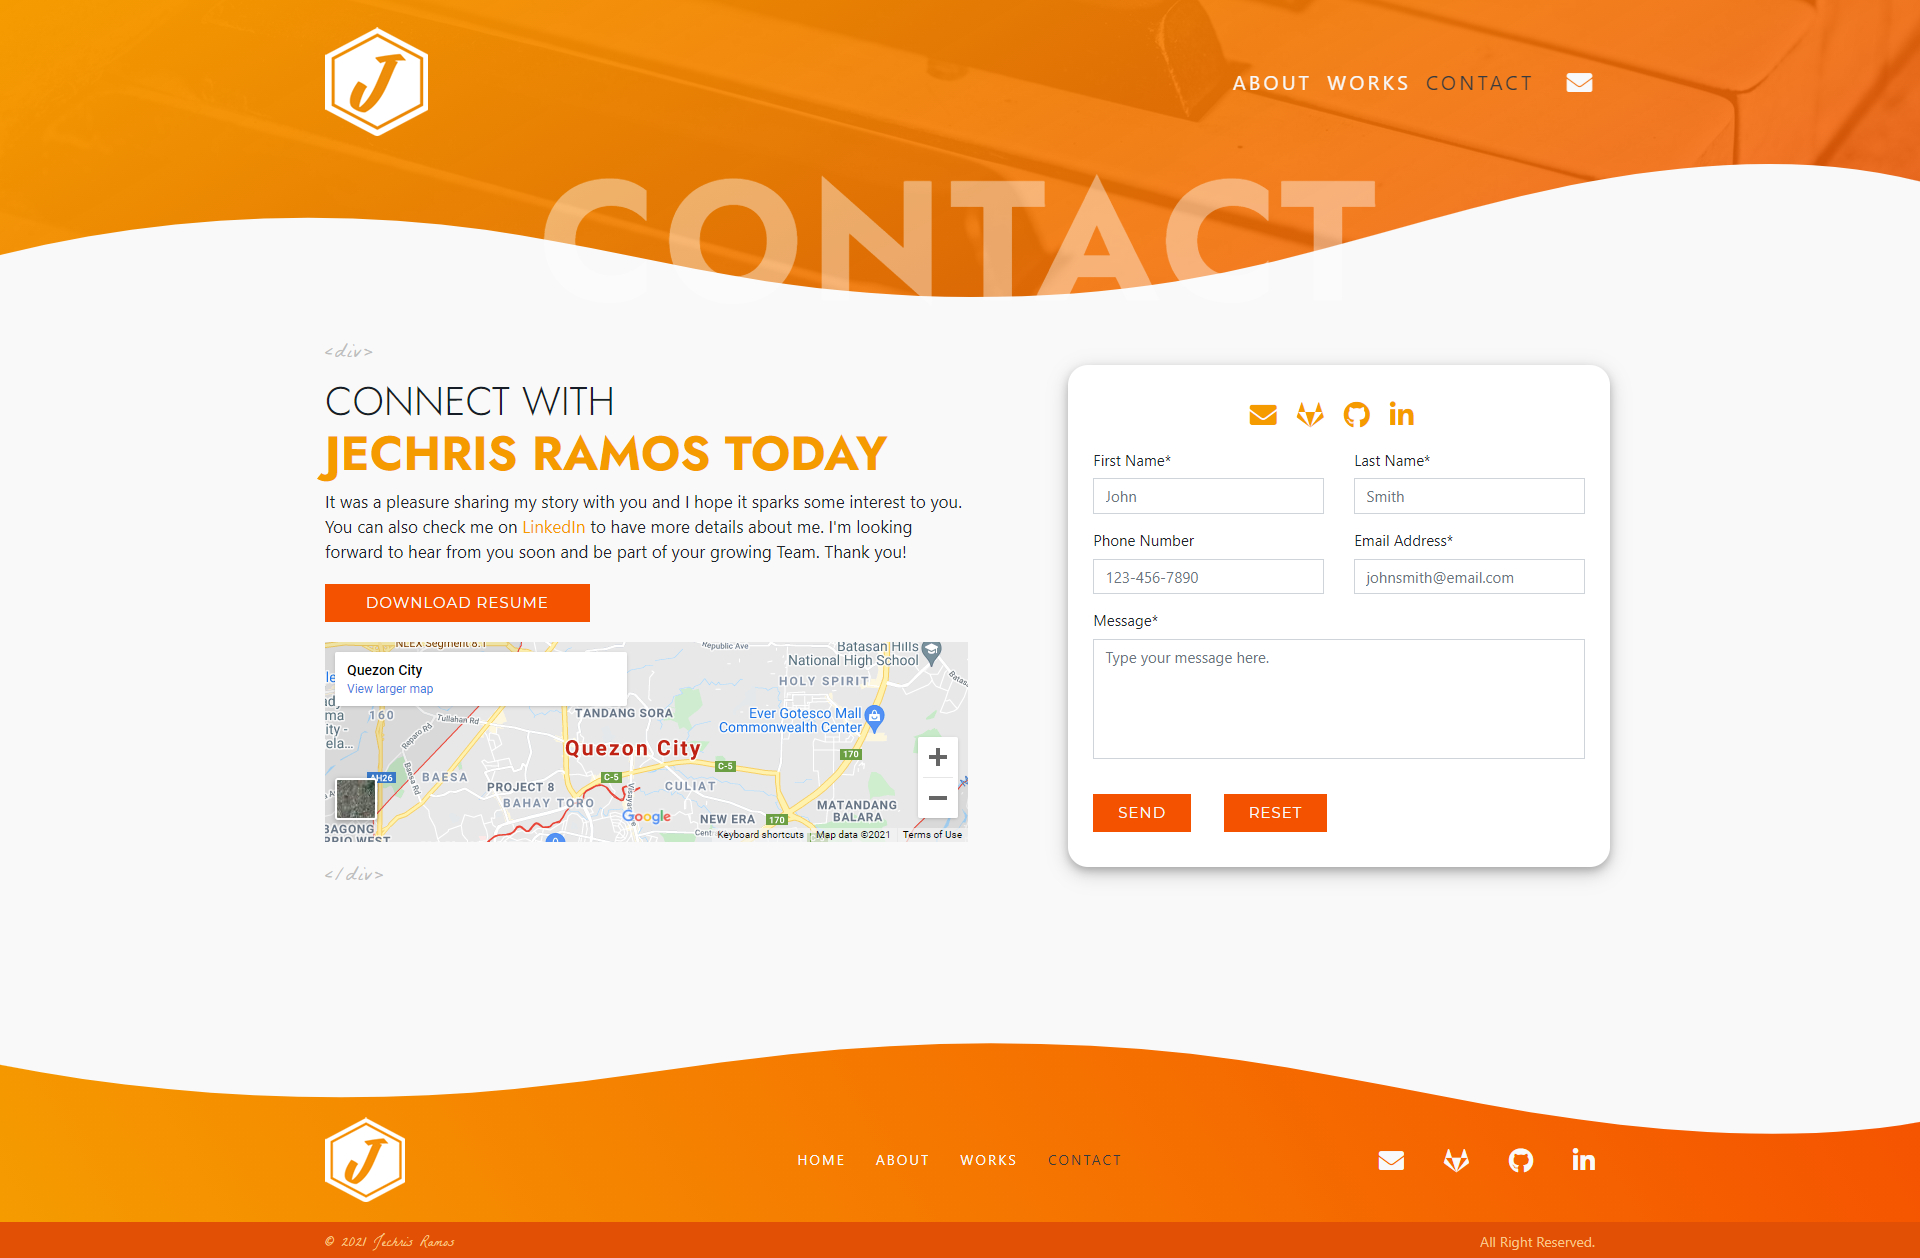 J
ABOUT WORKS CONTACT
CONTACT
<div>
CONNECT WITH
JECHRIS RAMOS TODAY
It was a pleasure sharing my story with you and I hope it sparks some interest to you.
You can also check me on LinkedIn to have more details about me. I'm looking
forward to hear from you soon and be part of your growing Team. Thank you!
DOWNLOAD RESUME
NLEX Segment 8.1
Republic Ave
Batasan Hills
National High School
Quezon City
View larger map
HOLY SPIRIT
160
Tullahan Rd
Reparo Rd
TANDANG SORA
Ever Gotesco Mall
Commonwealth Center
Quezon City
170
AH26
BAESA
Baesa Rd
C-5
C-5
PROJECT 8
CULIAT
BAHAY TORO
MATANDANG
BALARA
NEW ERA
170
Google
BAGONG
Keyboard shortcuts
Map data ©2021
Terms of Use
</div>
First Name*
Last Name*
John
Smith
Phone Number
Email Address*
123-456-7890
johnsmith@email.com
Message*
Type your message here.
SEND
RESET
J
HOME ABOUT WORKS CONTACT
© 2021 Jechris Ramos
All Right Reserved.